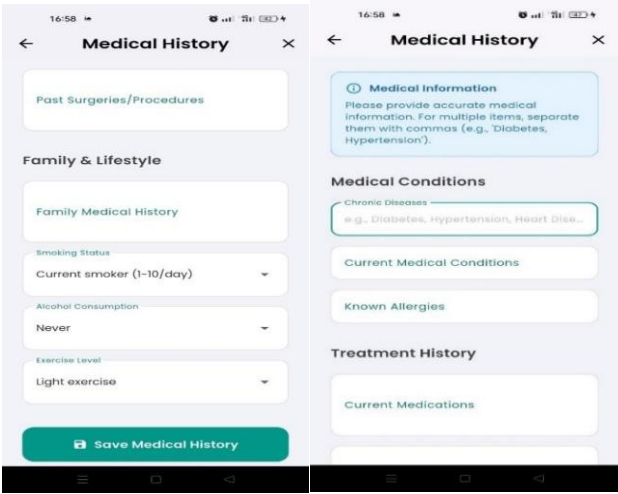 16:58
Medical History
Past Surgeries/Procedures
Family & Lifestyle
Family Medical History
Smoking Status
Current smoker (1-10/day)
Alcohol Consumption
Never
Exercise Level
Light exercise
Save Medical History
16:58
Medical History
Medical Information
Please provide accurate medical
information. For multiple items, separate
them with commas (e.g., 'Diabetes,
Hypertension').
Medical Conditions
Chronic Diseases
e.g., Diabetes, Hypertension, Heart Dise...
Current Medical Conditions
Known Allergies
Treatment History
Current Medications